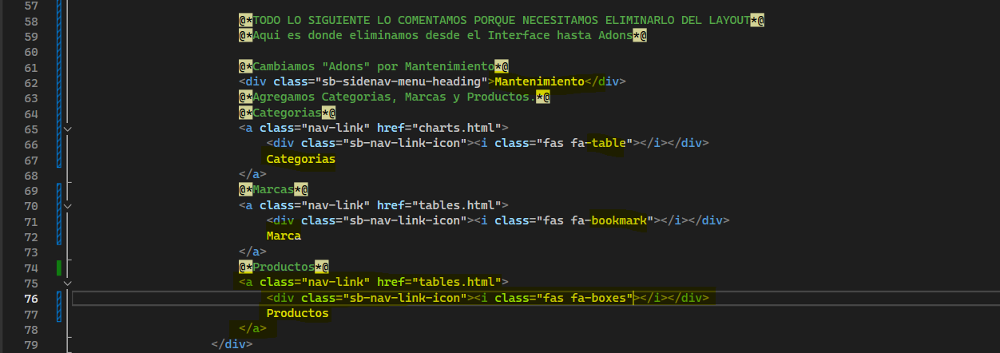 57
58 @*TODO LO SIGUIENTE LO COMENTAMOS PORQUE NECESITAMOS ELIMINARLO DEL LAYOUT*@
59 @*Aqui es donde eliminamos desde el Interface hasta Adons*@
60
61 @*Cambiamos "Adons" por Mantenimiento*@
62 <div class="sb-sidenav-menu-heading">Mantenimiento</div>
63 @*Agregamos Categorias, Marcas y Productos.*@
64 @*Categorias*@
65 <a class="nav-link" href="charts.html">
66 <div class="sb-nav-link-icon"><i class="fas fa-table"></i></div>
67 Categorias
68 </a>
69 @*Marcas*@
70 <a class="nav-link" href="tables.html">
71 <div class="sb-nav-link-icon"><i class="fas fa-bookmark"></i></div>
72 Marca
73 </a>
74 @*Productos*@
75 <a class="nav-link" href="tables.html">
76 <div class="sb-nav-link-icon"><i class="fas fa-boxes"></i></div>
77 Productos
78 </a>
79 </div>